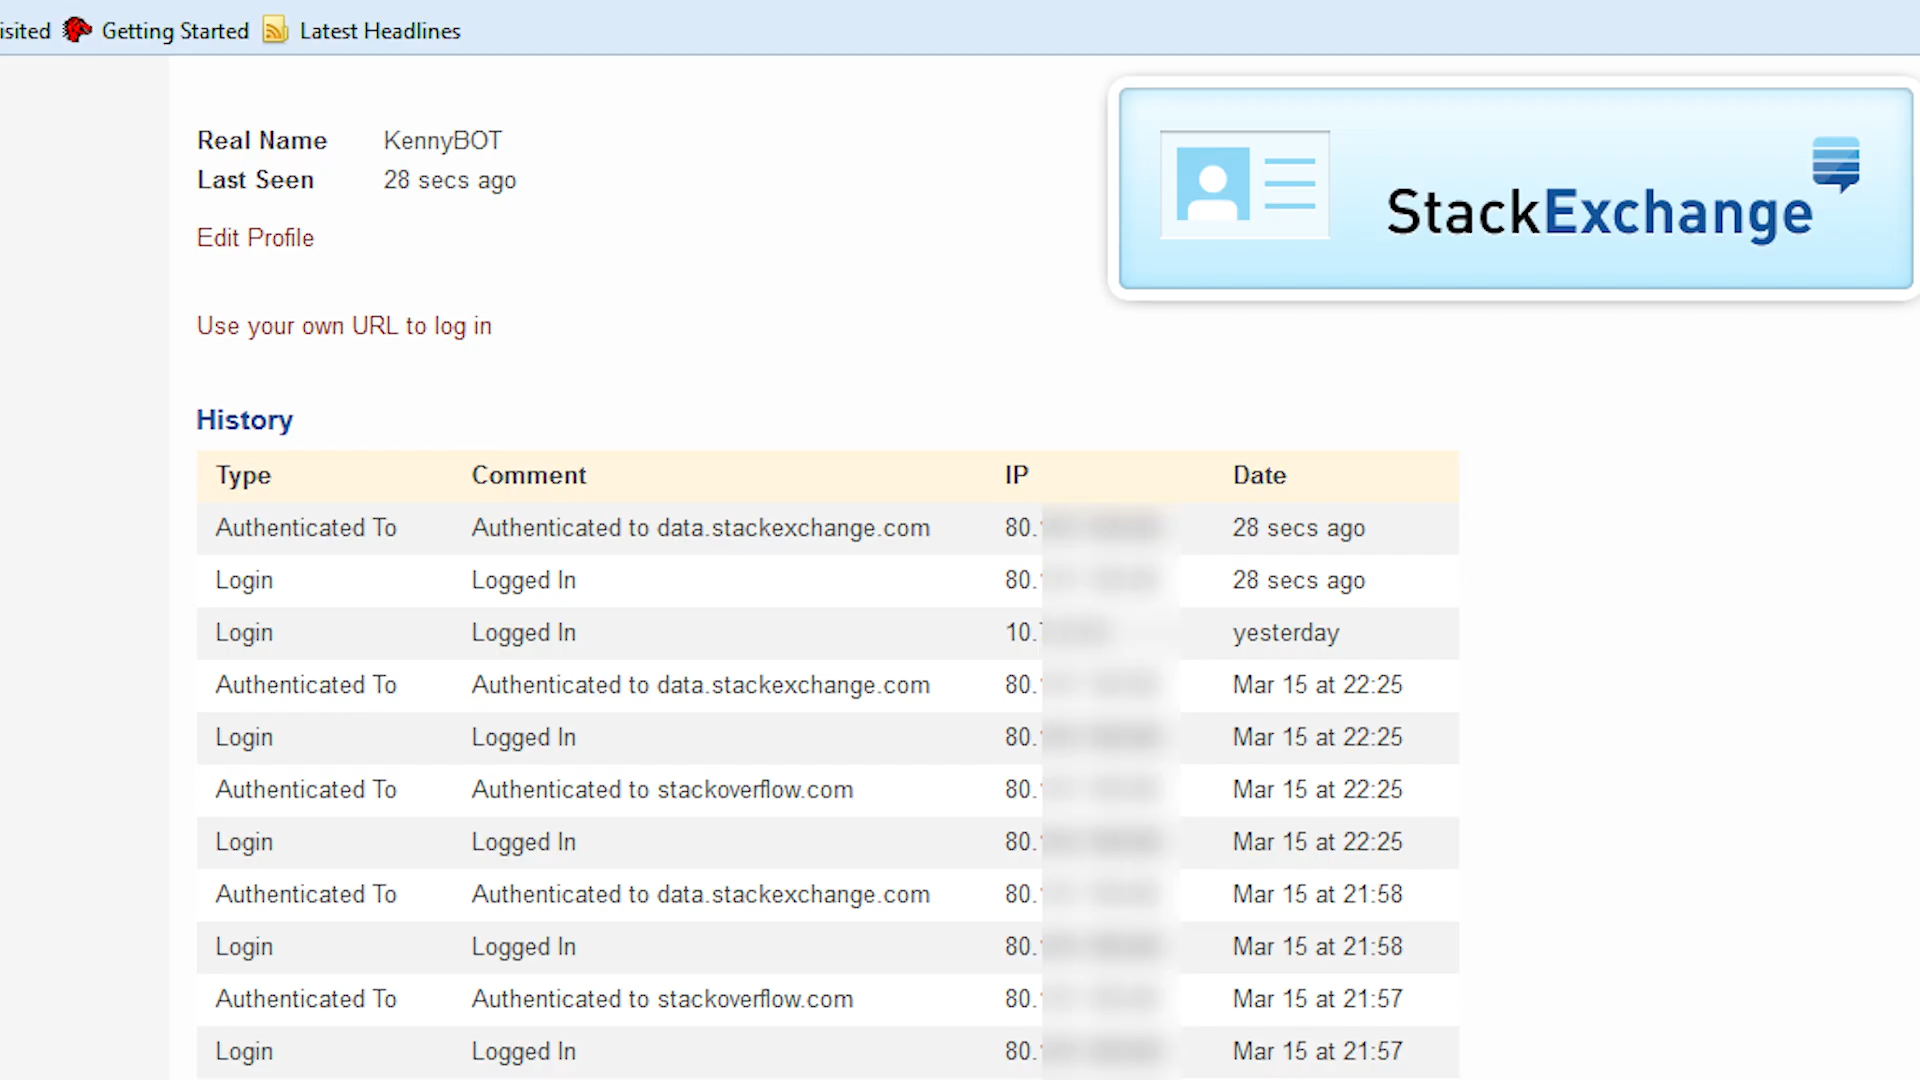 isited Getting Started Latest Headlines
Real Name KennyBOT
Last Seen 28 secs ago
Edit Profile
StackExchange
Use your own URL to log in
History
Type Comment IP Date
Authenticated To Authenticated to data.stackexchange.com 80. 28 secs ago
Login Logged In 80. 28 secs ago
Login Logged In 10. yesterday
Authenticated To Authenticated to data.stackexchange.com 80. Mar 15 at 22:25
Login Logged In 80. Mar 15 at 22:25
Authenticated To Authenticated to stackoverflow.com 80. Mar 15 at 22:25
Login Logged In 80. Mar 15 at 22:25
Authenticated To Authenticated to data.stackexchange.com 80. Mar 15 at 21:58
Login Logged In 80. Mar 15 at 21:58
Authenticated To Authenticated to stackoverflow.com 80. Mar 15 at 21:57
Login Logged In 80. Mar 15 at 21:57